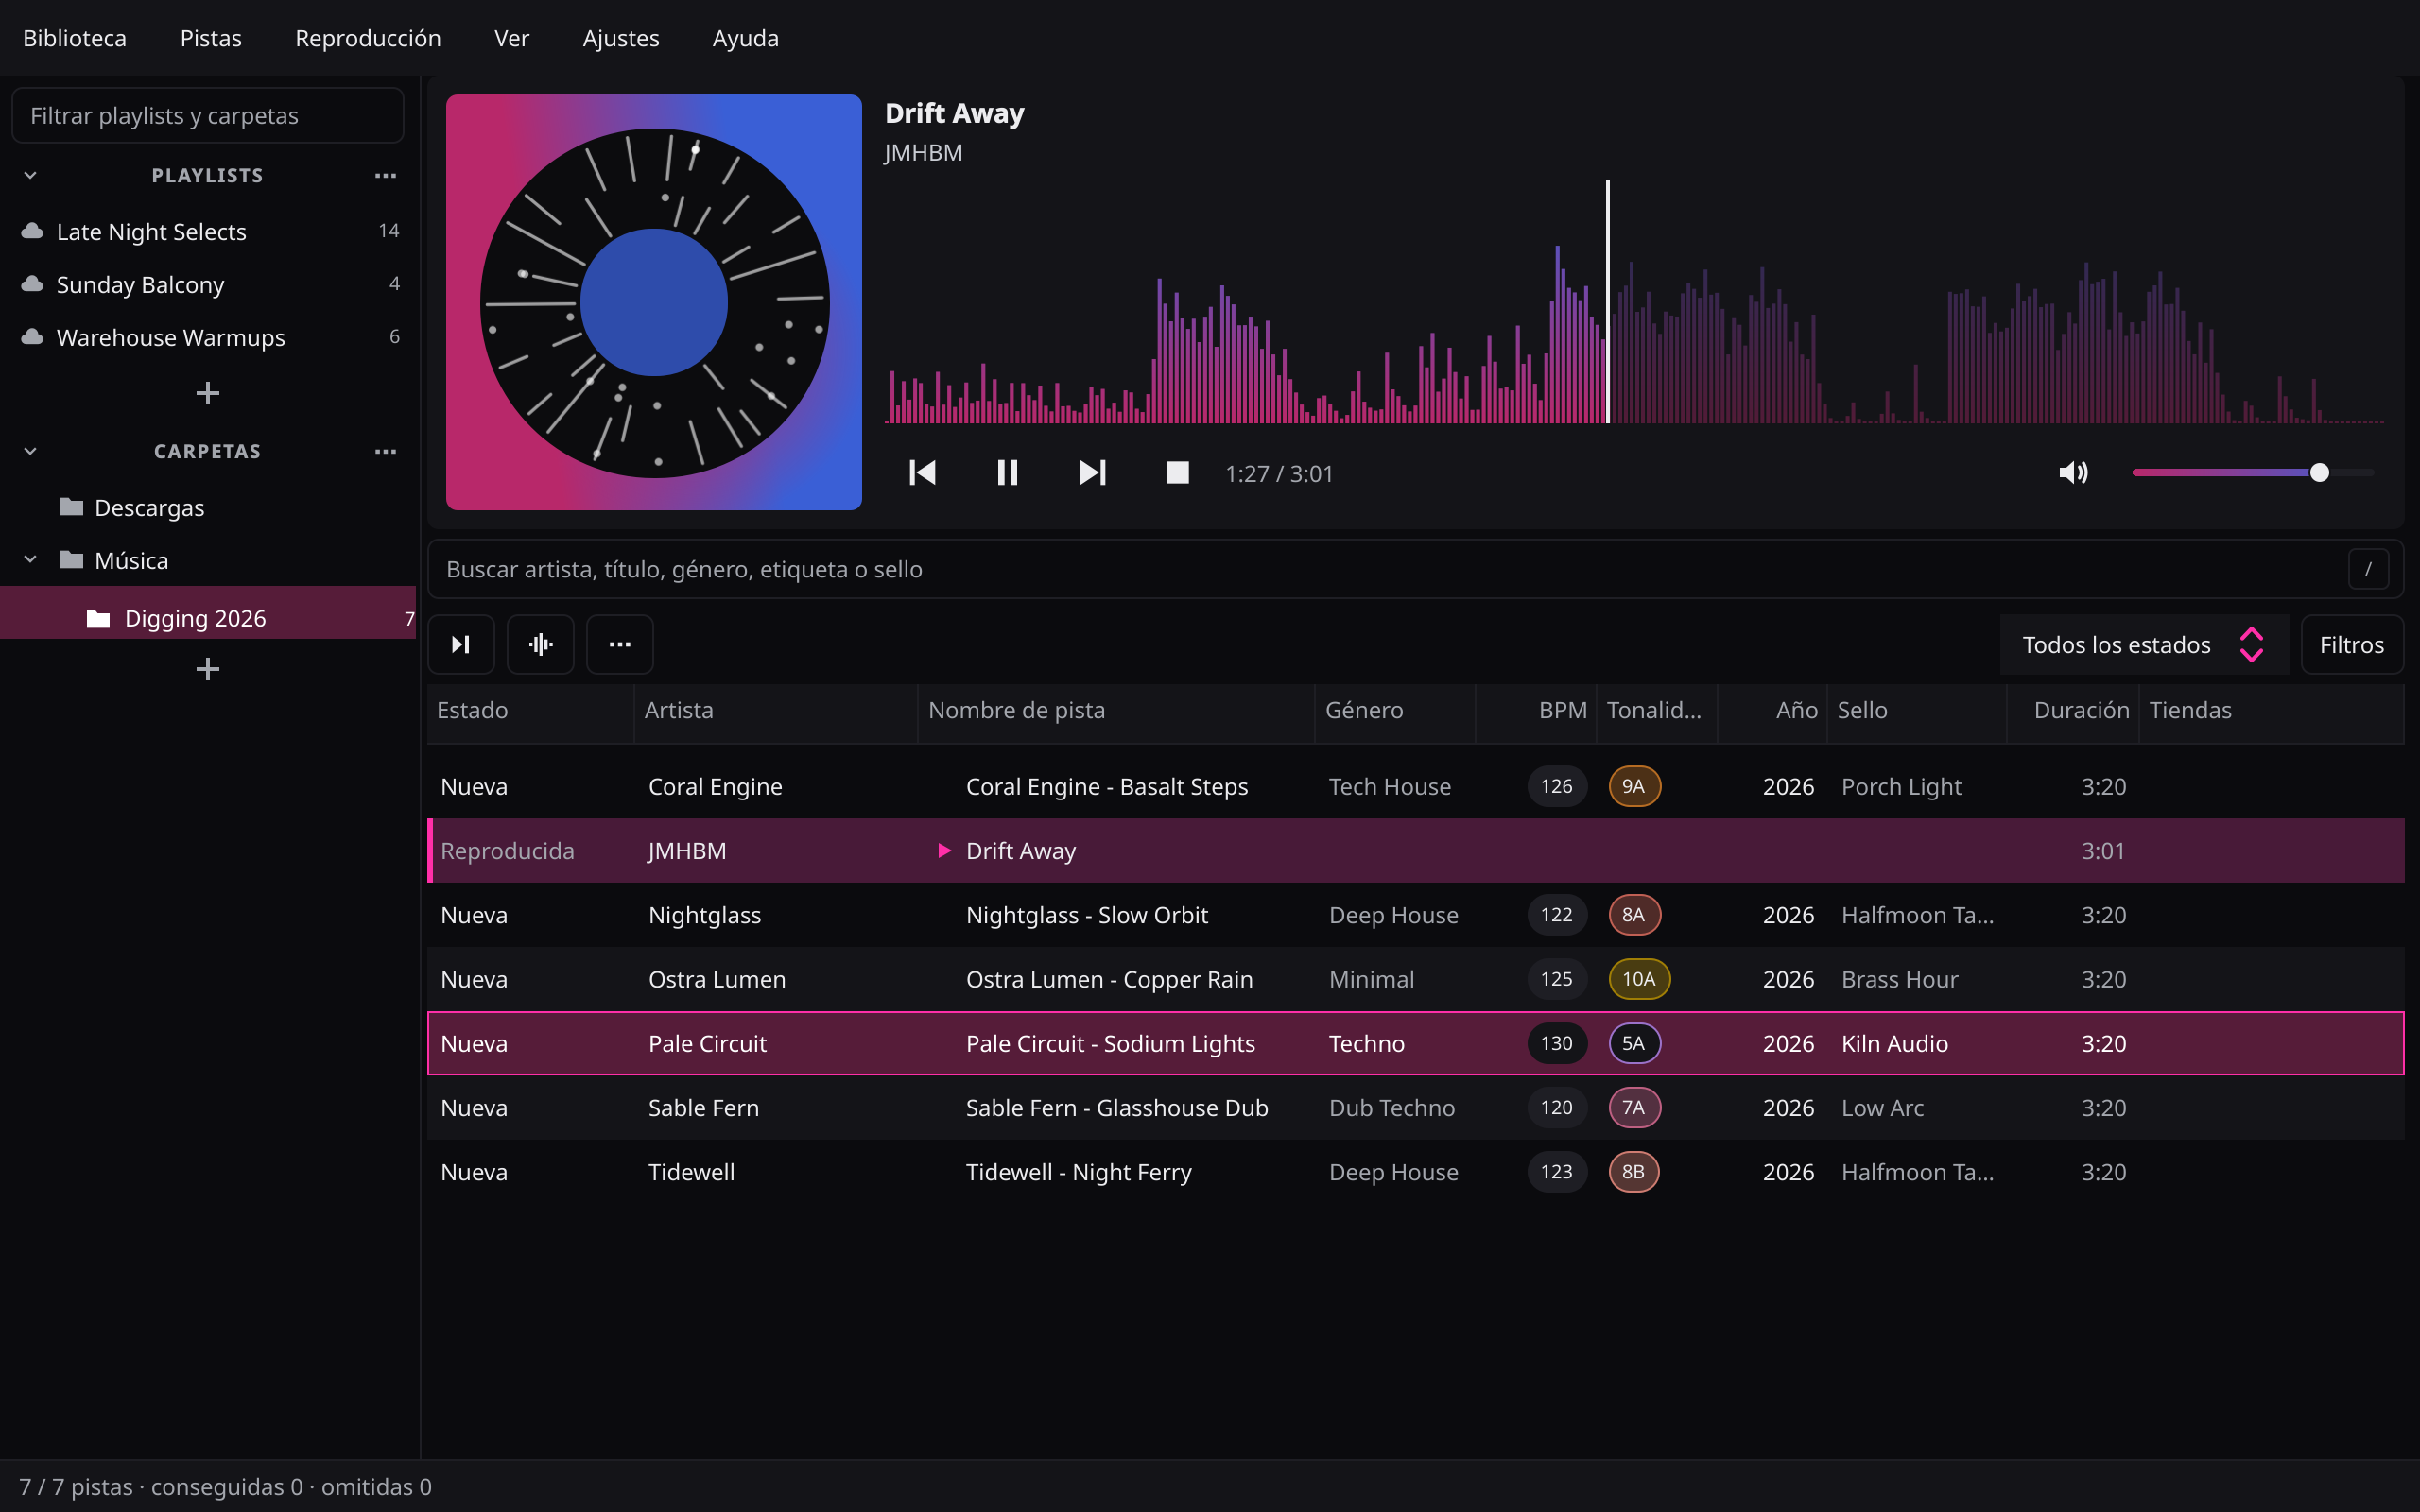 Biblioteca Pistas Reproducción Ver Ajustes Ayuda
Filtrar playlists y carpetas
PLAYLISTS
Late Night Selects 14
Sunday Balcony 4
Warehouse Warmups 6
CARPETAS
Descargas
Música
Digging 2026 7
Drift Away
JMHBM
1:27 / 3:01
Buscar artista, título, género, etiqueta o sello /
Todos los estados Filtros
Estado Artista Nombre de pista Género BPM Tonalid... Año Sello Duración Tiendas
Nueva Coral Engine Coral Engine - Basalt Steps Tech House 126 9A 2026 Porch Light 3:20
Reproducida JMHBM Drift Away 3:01
Nueva Nightglass Nightglass - Slow Orbit Deep House 122 8A 2026 Halfmoon Ta... 3:20
Nueva Ostra Lumen Ostra Lumen - Copper Rain Minimal 125 10A 2026 Brass Hour 3:20
Nueva Pale Circuit Pale Circuit - Sodium Lights Techno 130 5A 2026 Kiln Audio 3:20
Nueva Sable Fern Sable Fern - Glasshouse Dub Dub Techno 120 7A 2026 Low Arc 3:20
Nueva Tidewell Tidewell - Night Ferry Deep House 123 8B 2026 Halfmoon Ta... 3:20
7 / 7 pistas · conseguidas 0 · omitidas 0